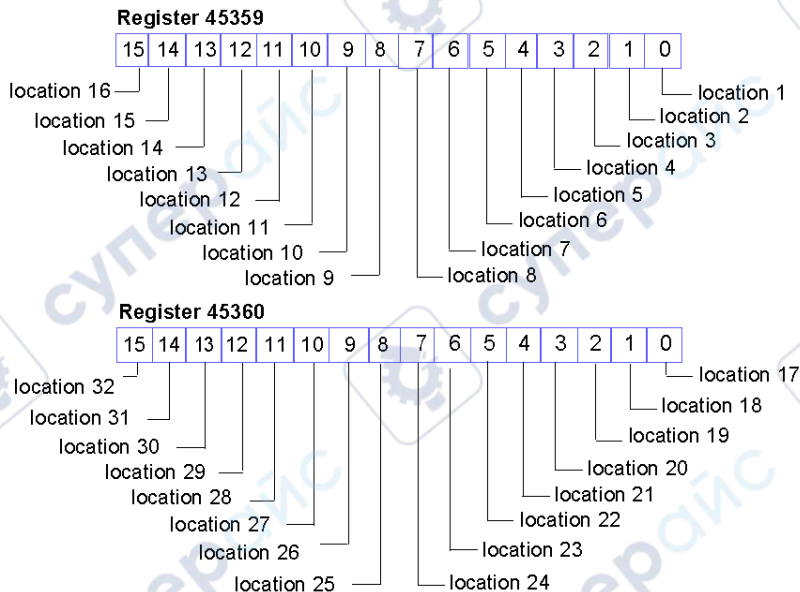 Register 45359
15 14 13 12 11 10 9 8 7 6 5 4 3 2 1 0
location 16
location 1
location 15
location 2
location 14
location 3
location 13
location 4
location 12
location 5
location 11
location 6
location 10
location 7
location 9
location 8
Register 45360
15 14 13 12 11 10 9 8 7 6 5 4 3 2 1 0
location 32
location 17
location 31
location 18
location 30
location 19
location 29
location 20
location 28
location 21
location 27
location 22
location 26
location 23
location 25
location 24
суперайс
суперайс
суперайс
суперайс